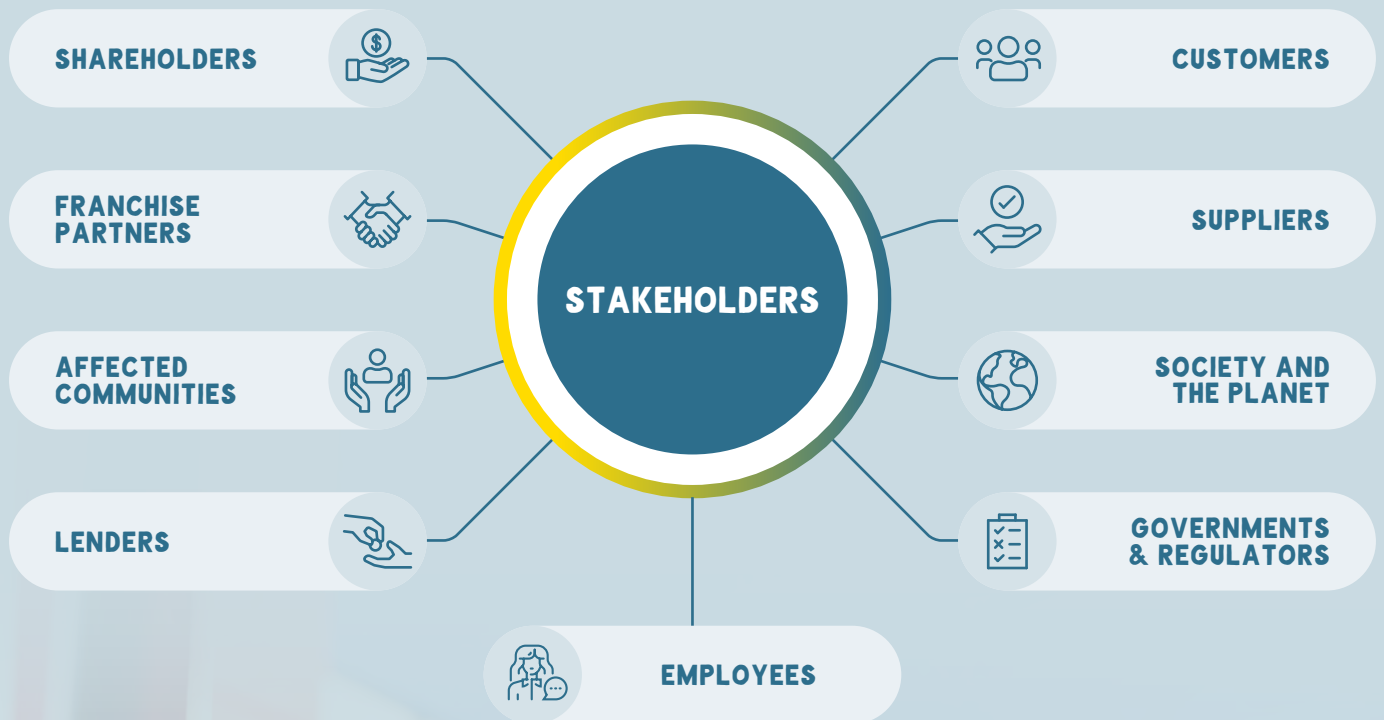 SHAREHOLDERS
FRANCHISE
PARTNERS
AFFECTED
COMMUNITIES
LENDERS
STAKEHOLDERS
CUSTOMERS
SUPPLIERS
SOCIETY AND
THE PLANET
GOVERNMENTS
& REGULATORS
EMPLOYEES